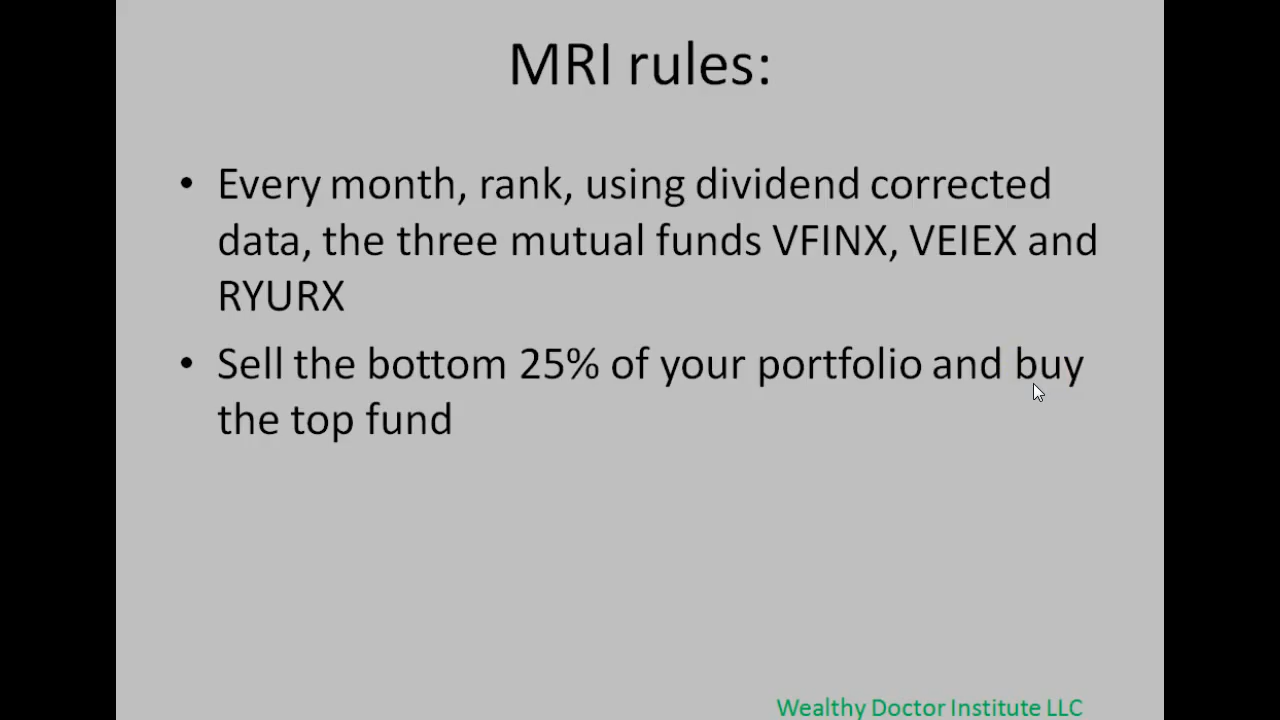 MRI rules:
• Every month, rank, using dividend corrected
data, the three mutual funds VFINX, VEIEX and
RYURX
• Sell the bottom 25% of your portfolio and buy
the top fund
Wealthy Doctor Institute LLC